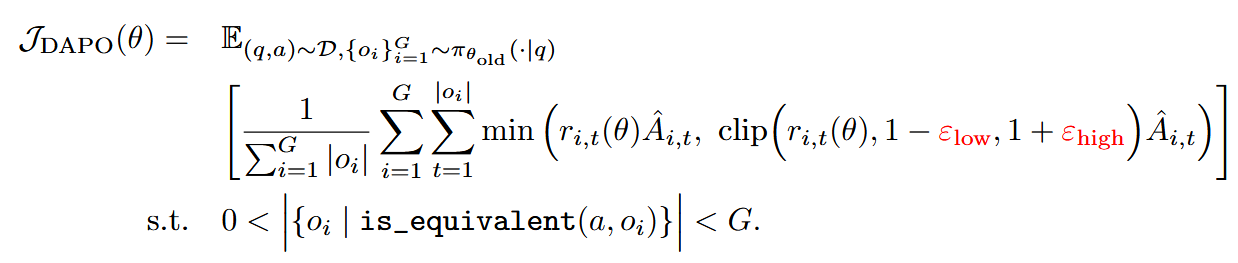 𝒥_DAPO(θ) = 𝔼_{(q,a)∼𝒟,{o_i}_{i=1}^G∼π_{θ_old}(·|q)}
[ 1 / ∑_{i=1}^G |o_i| ∑_{i=1}^G ∑_{t=1}^{|o_i|} min ( r_{i,t}(θ)Â_{i,t}, clip( r_{i,t}(θ), 1 − ε_low, 1 + ε_high ) Â_{i,t} ) ]
s.t. 0 < |{o_i | is_equivalent(a, o_i)}| < G.